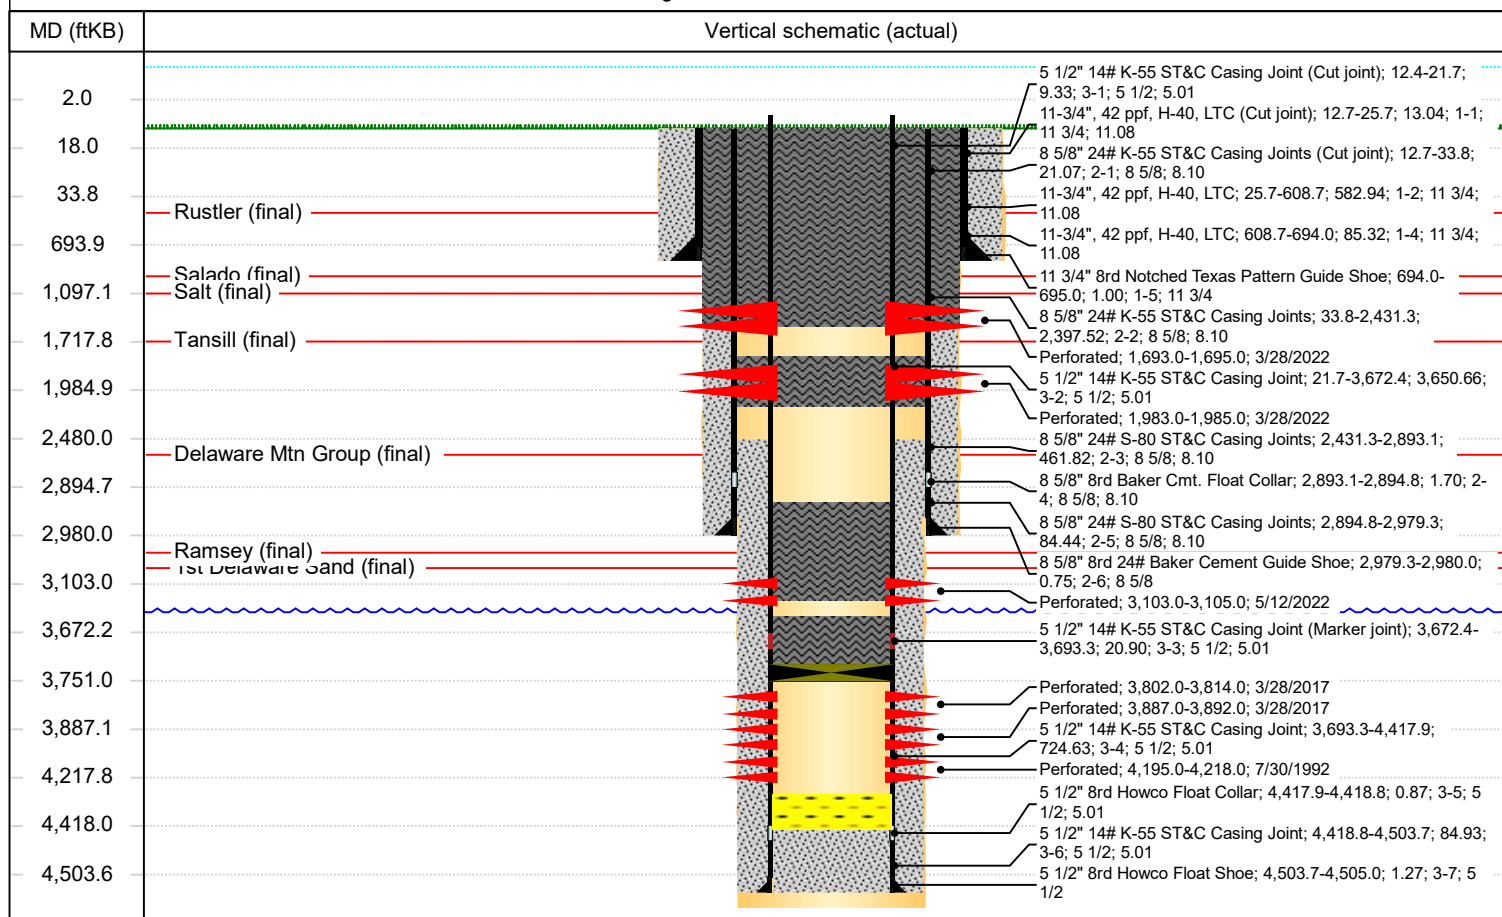 MD (ftKB)
Vertical schematic (actual)
2.0
18.0
33.8
693.9
1,097.1
1,717.8
1,984.9
2,480.0
2,894.7
2,980.0
3,103.0
3,672.2
3,751.0
3,887.1
4,217.8
4,418.0
4,503.6
Rustler (final)
Salado (final)
Salt (final)
Tansill (final)
Delaware Mtn Group (final)
Ramsey (final)
1st Delaware Sand (final)
5 1/2" 14# K-55 ST&C Casing Joint (Cut joint); 12.4-21.7;
9.33; 3-1; 5 1/2; 5.01
11-3/4", 42 ppf, H-40, LTC (Cut joint); 12.7-25.7; 13.04; 1-1;
11 3/4; 11.08
8 5/8" 24# K-55 ST&C Casing Joints (Cut joint); 12.7-33.8;
21.07; 2-1; 8 5/8; 8.10
11-3/4", 42 ppf, H-40, LTC; 25.7-608.7; 582.94; 1-2; 11 3/4;
11.08
11-3/4", 42 ppf, H-40, LTC; 608.7-694.0; 85.32; 1-4; 11 3/4;
11.08
11 3/4" 8rd Notched Texas Pattern Guide Shoe; 694.0-
695.0; 1.00; 1-5; 11 3/4
8 5/8" 24# K-55 ST&C Casing Joints; 33.8-2,431.3;
2,397.52; 2-2; 8 5/8; 8.10
Perforated; 1,693.0-1,695.0; 3/28/2022
5 1/2" 14# K-55 ST&C Casing Joint; 21.7-3,672.4; 3,650.66;
3-2; 5 1/2; 5.01
Perforated; 1,983.0-1,985.0; 3/28/2022
8 5/8" 24# S-80 ST&C Casing Joints; 2,431.3-2,893.1;
461.82; 2-3; 8 5/8; 8.10
8 5/8" 8rd Baker Cmt. Float Collar; 2,893.1-2,894.8; 1.70; 2-
4; 8 5/8; 8.10
8 5/8" 24# S-80 ST&C Casing Joints; 2,894.8-2,979.3;
84.44; 2-5; 8 5/8; 8.10
8 5/8" 8rd 24# Baker Cement Guide Shoe; 2,979.3-2,980.0;
0.75; 2-6; 8 5/8
Perforated; 3,103.0-3,105.0; 5/12/2022
5 1/2" 14# K-55 ST&C Casing Joint (Marker joint); 3,672.4-
3,693.3; 20.90; 3-3; 5 1/2; 5.01
Perforated; 3,802.0-3,814.0; 3/28/2017
Perforated; 3,887.0-3,892.0; 3/28/2017
5 1/2" 14# K-55 ST&C Casing Joint; 3,693.3-4,417.9;
724.63; 3-4; 5 1/2; 5.01
Perforated; 4,195.0-4,218.0; 7/30/1992
5 1/2" 8rd Howco Float Collar; 4,417.9-4,418.8; 0.87; 3-5; 5
1/2; 5.01
5 1/2" 14# K-55 ST&C Casing Joint; 4,418.8-4,503.7; 84.93;
3-6; 5 1/2; 5.01
5 1/2" 8rd Howco Float Shoe; 4,503.7-4,505.0; 1.27; 3-7; 5
1/2